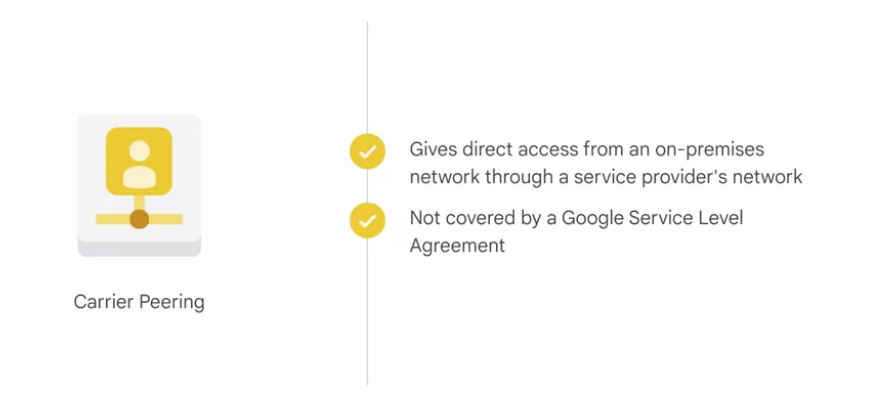 Gives direct access from an on-premises
network through a service provider's network
Not covered by a Google Service Level
Agreement
Carrier Peering